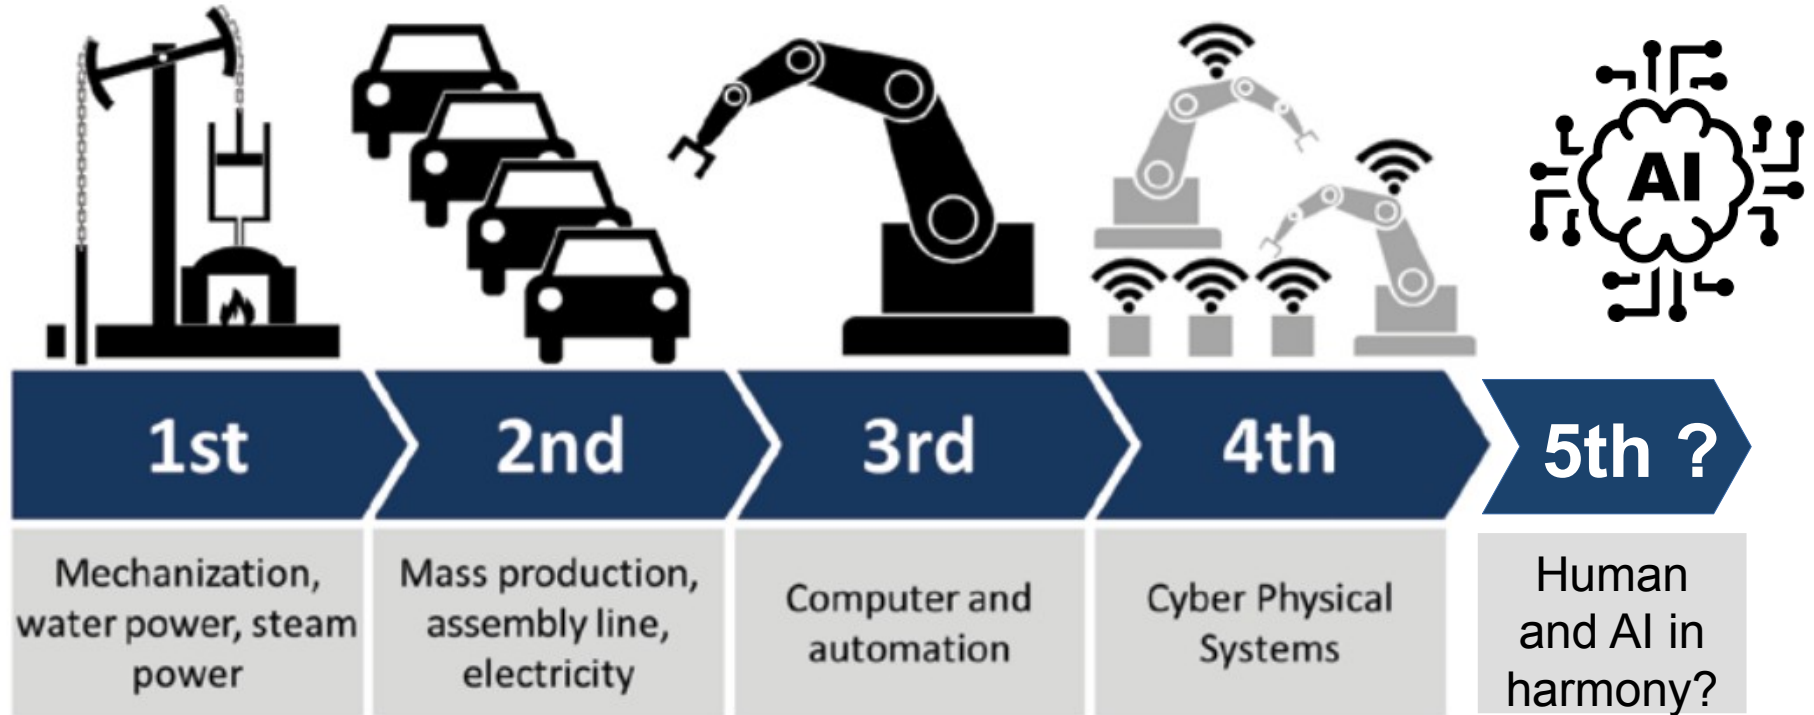 AI
1st
2nd
3rd
4th
5th ?
Mechanization,
water power, steam
power
Mass production,
assembly line,
electricity
Computer and
automation
Cyber Physical
Systems
Human
and AI in
harmony?